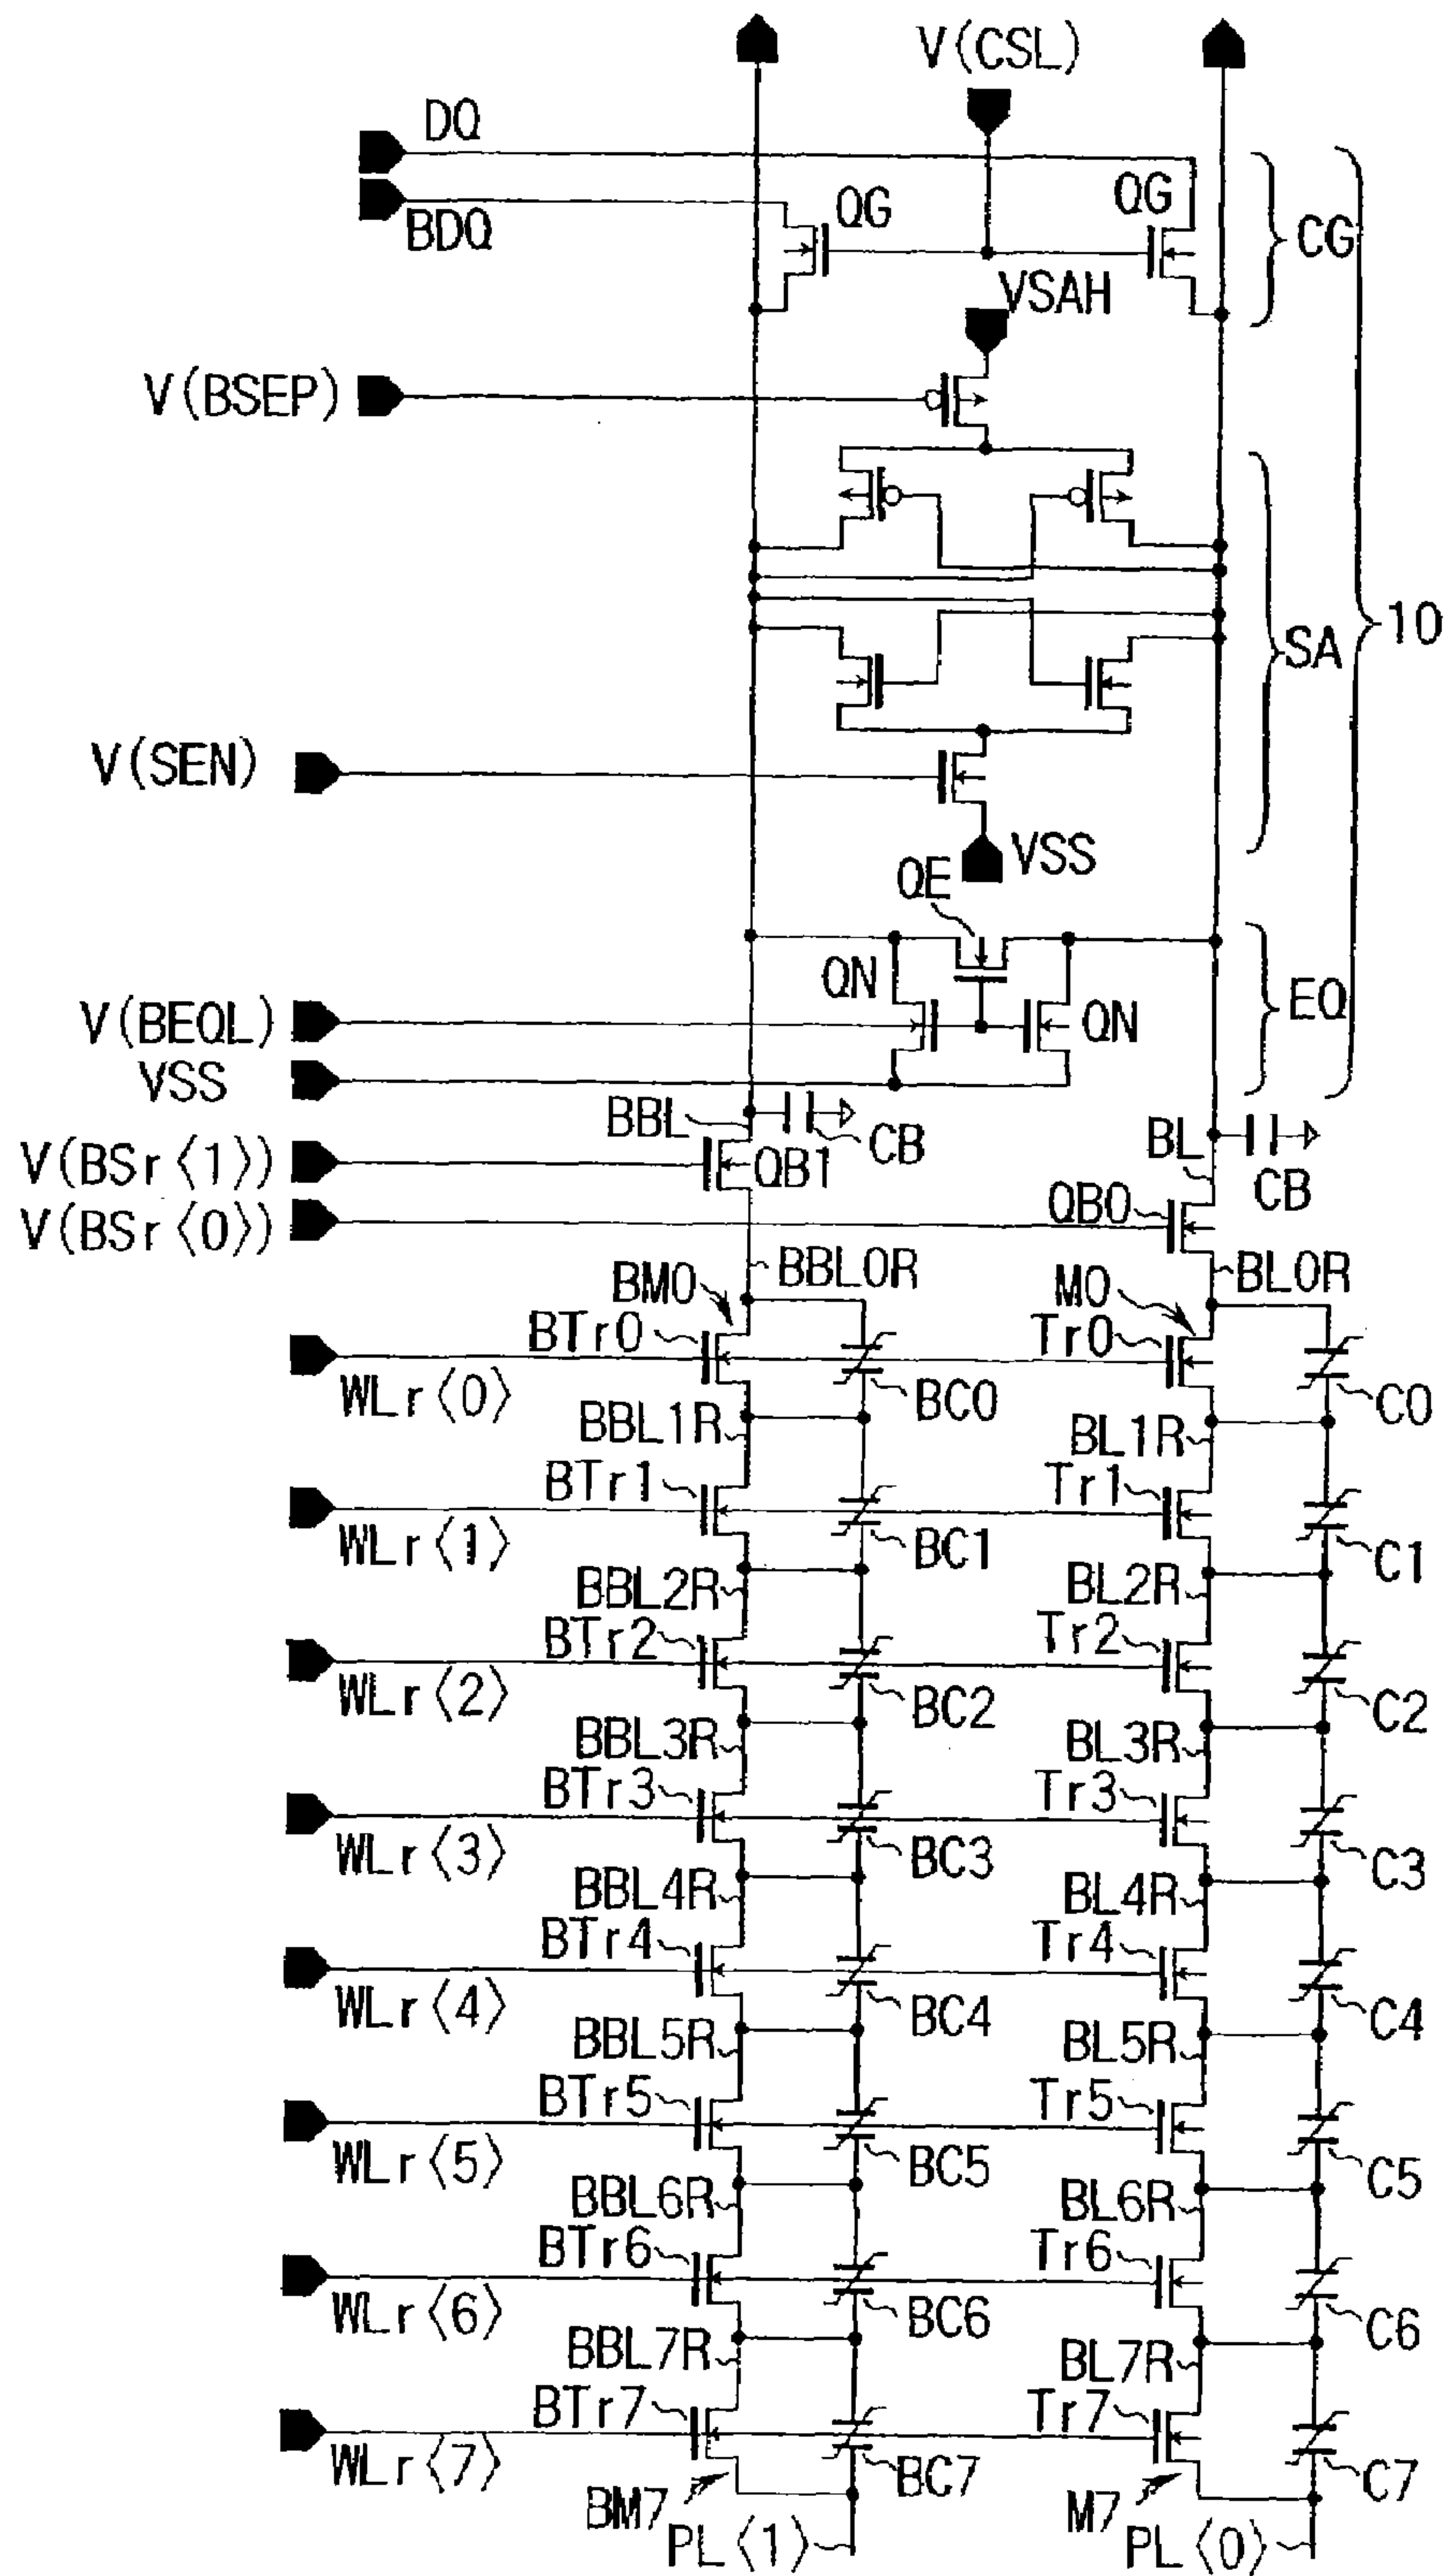 V(CSL)
DQ
BDQ
QG
QG
CG
VSAH
V(BSEP)
10
SA
V(SEN)
VSS
QE
QN
QN
EQ
V(BEQL)
VSS
BBL
CB
BL
CB
V(BSr⟨1⟩)
QB1
V(BSr⟨0⟩)
QB0
BBL0R
BL0R
BM0
M0
BTr0
Tr0
WLr⟨0⟩
BC0
C0
BBL1R
BL1R
BTr1
Tr1
WLr⟨1⟩
BC1
C1
BBL2R
BL2R
BTr2
Tr2
WLr⟨2⟩
BC2
C2
BBL3R
BL3R
BTr3
Tr3
WLr⟨3⟩
BC3
C3
BBL4R
BL4R
BTr4
Tr4
WLr⟨4⟩
BC4
C4
BBL5R
BL5R
BTr5
Tr5
WLr⟨5⟩
BC5
C5
BBL6R
BL6R
BTr6
Tr6
WLr⟨6⟩
BC6
C6
BBL7R
BL7R
BTr7
Tr7
WLr⟨7⟩
BC7
C7
BM7
M7
PL⟨1⟩
PL⟨0⟩